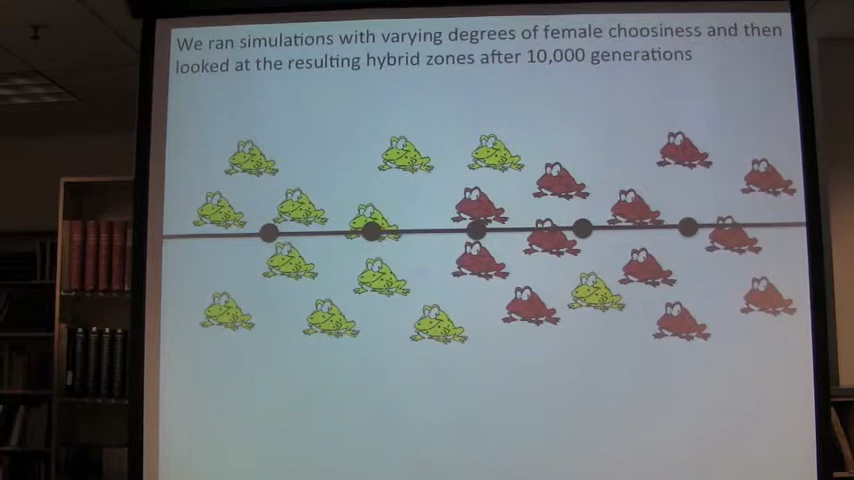 We ran simulations with varying degrees of female choosiness and then
looked at the resulting hybrid zones after 10,000 generations